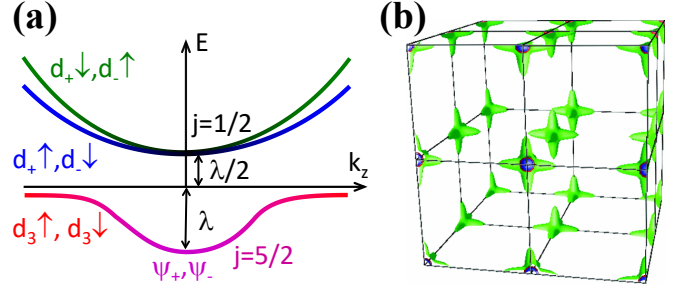 (a)
E
d₊↓,d₋↑
j=1/2
d₊↑,d₋↓
λ/2
k_z
λ
d₃↑, d₃↓
j=5/2
ψ₊,ψ₋
(b)